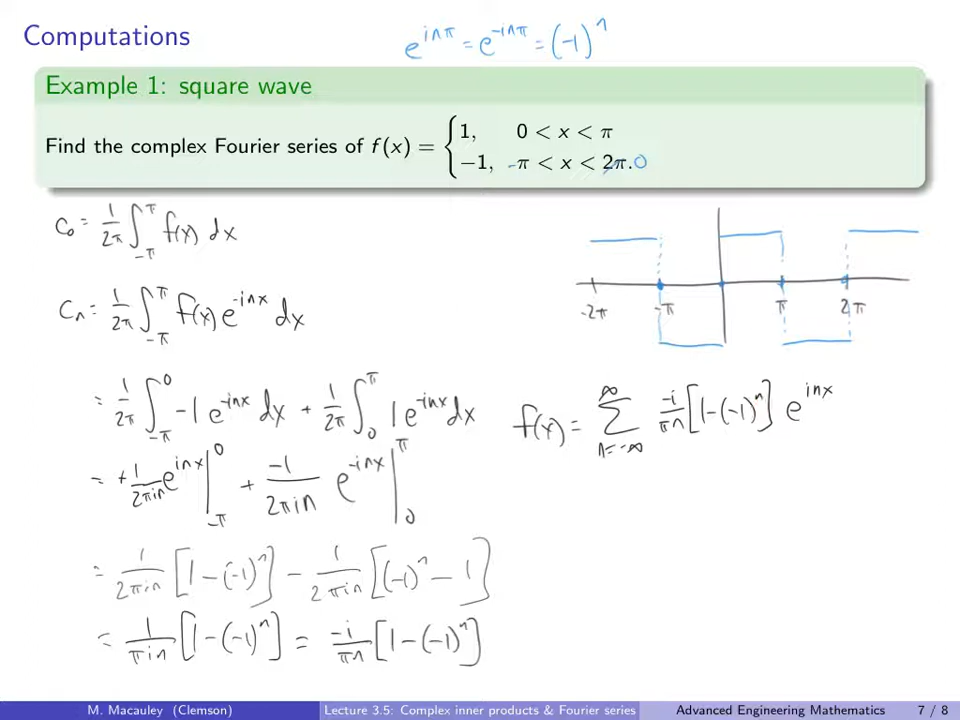 Computations
e^{inπ} = e^{-inπ} = (-1)^n
Example 1: square wave
Find the complex Fourier series of f(x) = { 1, 0 < x < π
−1, -π < x < 2π. 0
C₀ = 1/2π ∫_{-π}^{π} f(x) dx
Cₙ = 1/2π ∫_{-π}^{π} f(x) e^{-inx} dx
= 1/2π ∫_{-π}^{0} -1 e^{-inx} dx + 1/2π ∫_{0}^{π} 1 e^{-inx} dx
= +1/2πin e^{inx} |_{-π}^{0} + -1/2πin e^{-inx} |_{0}^{π}
= 1/2πin [1-(-1)^n] - 1/2πin [(-1)^n - 1]
= 1/πin [1-(-1)^n] = -i/πn [1-(-1)^n]
-2π -π π 2π
f(x) = ∑_{n=-∞}^{∞} -i/πn [1-(-1)^n] e^{inx}
M. Macauley (Clemson) Lecture 3.5: Complex inner products & Fourier series Advanced Engineering Mathematics 7 / 8